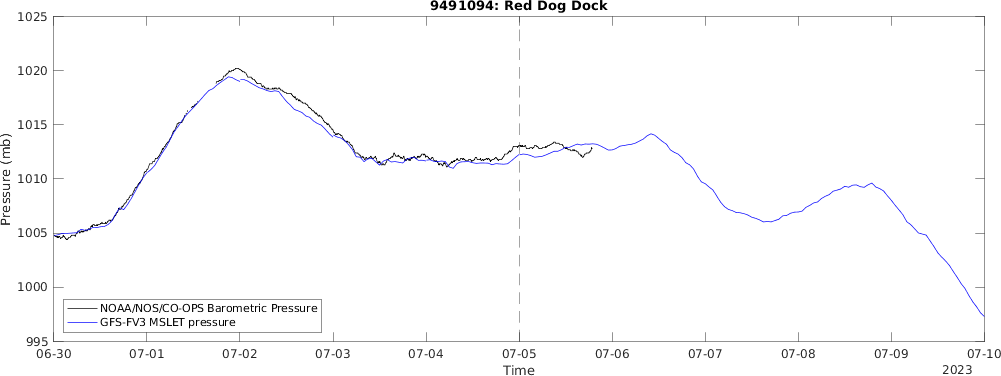 9491094: Red Dog Dock
Pressure (mb)
1025
1020
1015
1010
1005
1000
995
NOAA/NOS/CO-OPS Barometric Pressure
GFS-FV3 MSLET pressure
06-30 07-01 07-02 07-03 07-04 07-05 07-06 07-07 07-08 07-09 07-10
Time
2023